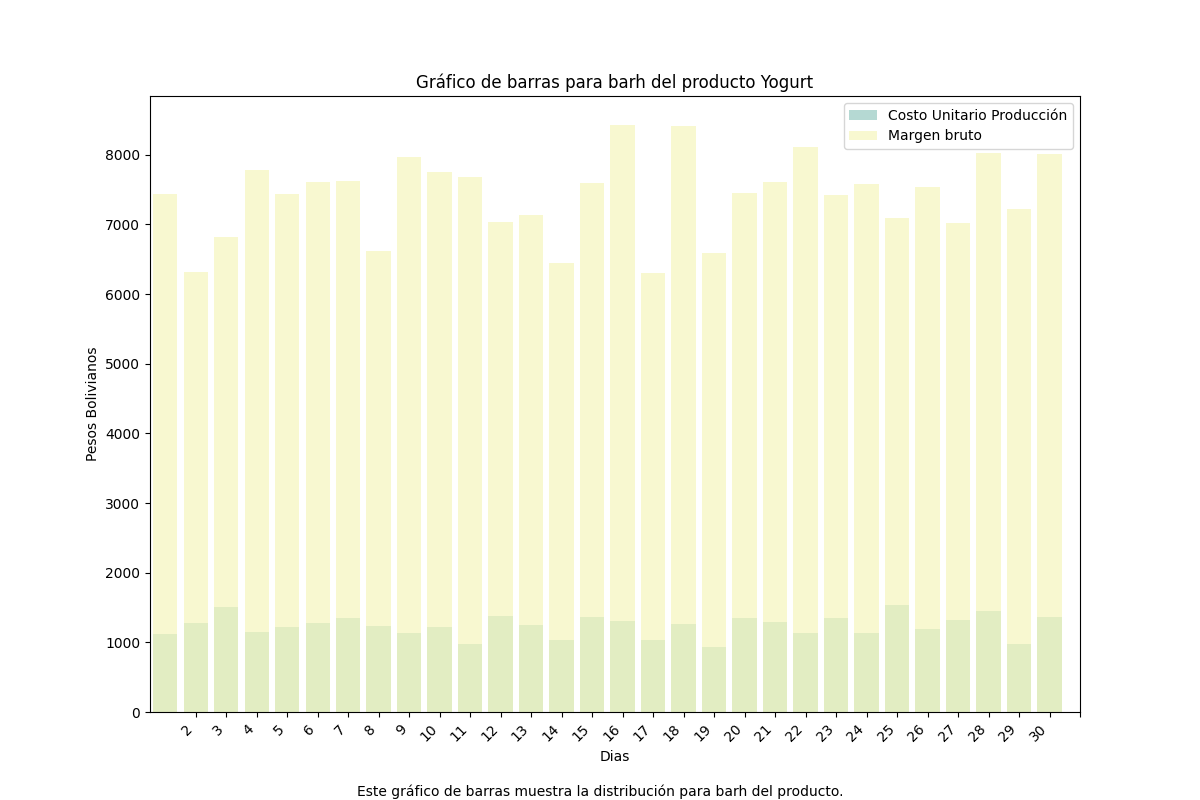 Gráfico de barras para barh del producto Yogurt
Costo Unitario Producción
Margen bruto
8000
7000
6000
5000
4000
3000
2000
1000
0
Pesos Bolivianos
2 3 4 5 6 7 8 9 10 11 12 13 14 15 16 17 18 19 20 21 22 23 24 25 26 27 28 29 30
Dias
Este gráfico de barras muestra la distribución para barh del producto.